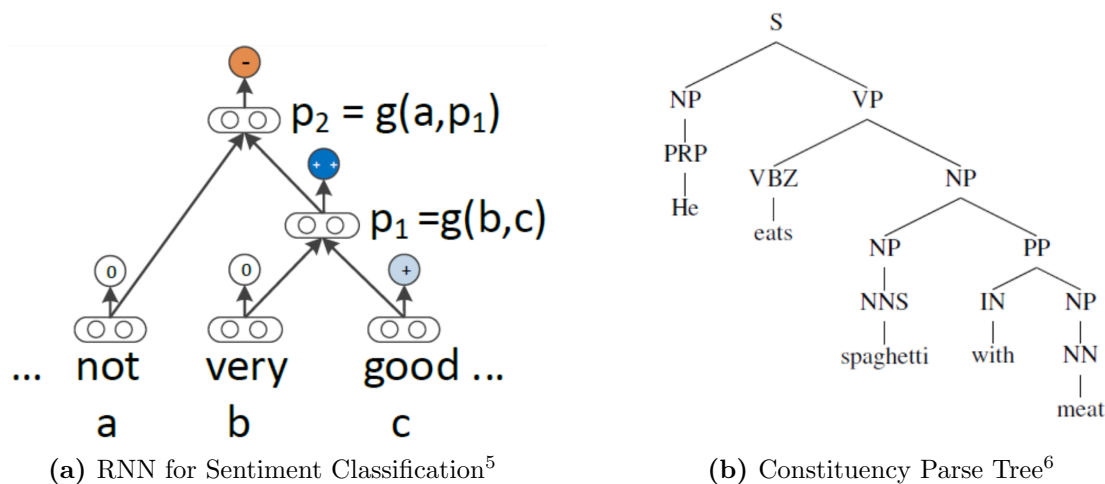 -
p₂ = g(a,p₁)
+ +
p₁ =g(b,c)
0 0 +
... not very good ...
a b c
(a) RNN for Sentiment Classification⁵
S
NP VP
PRP VBZ NP
He eats NP PP
NNS IN NP
spaghetti with NN
meat
(b) Constituency Parse Tree⁶